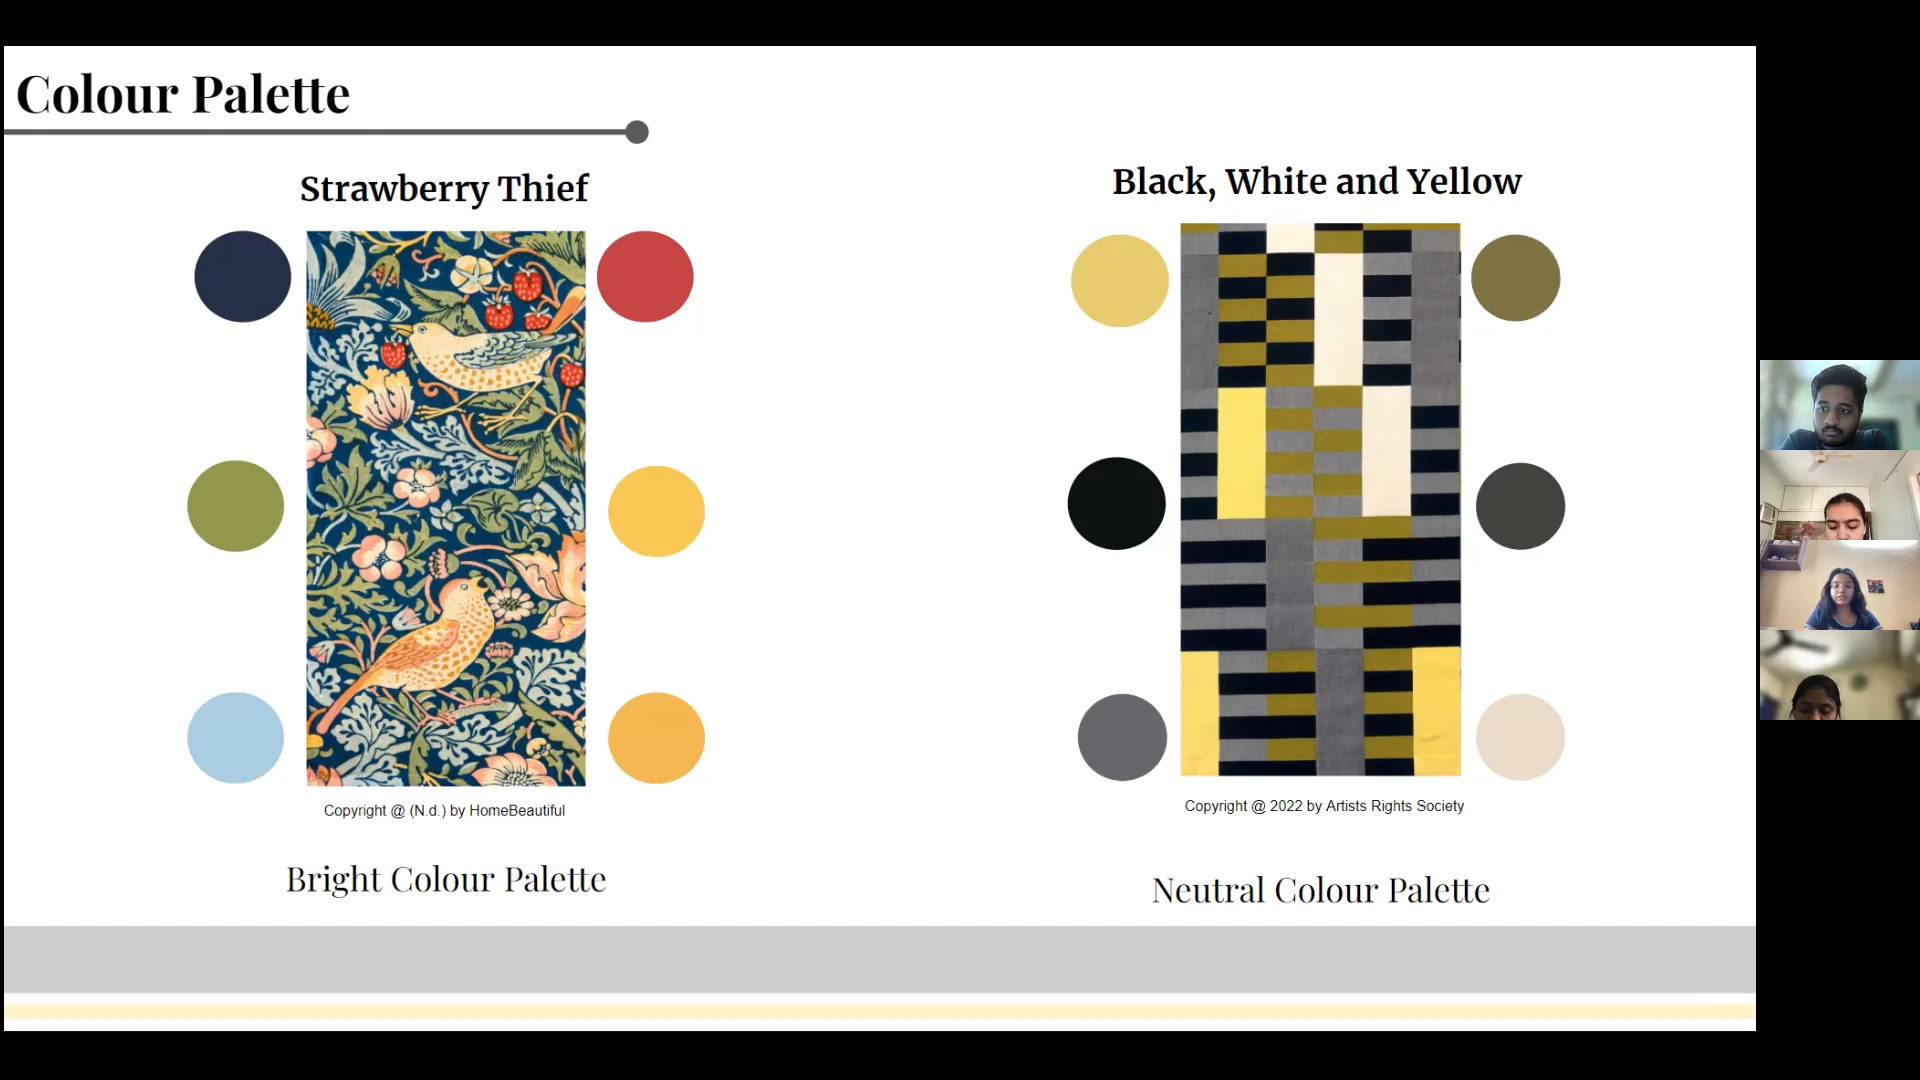 Colour Palette
Strawberry Thief
Copyright @ (N.d.) by HomeBeautiful
Bright Colour Palette
Black, White and Yellow
Copyright @ 2022 by Artists Rights Society
Neutral Colour Palette